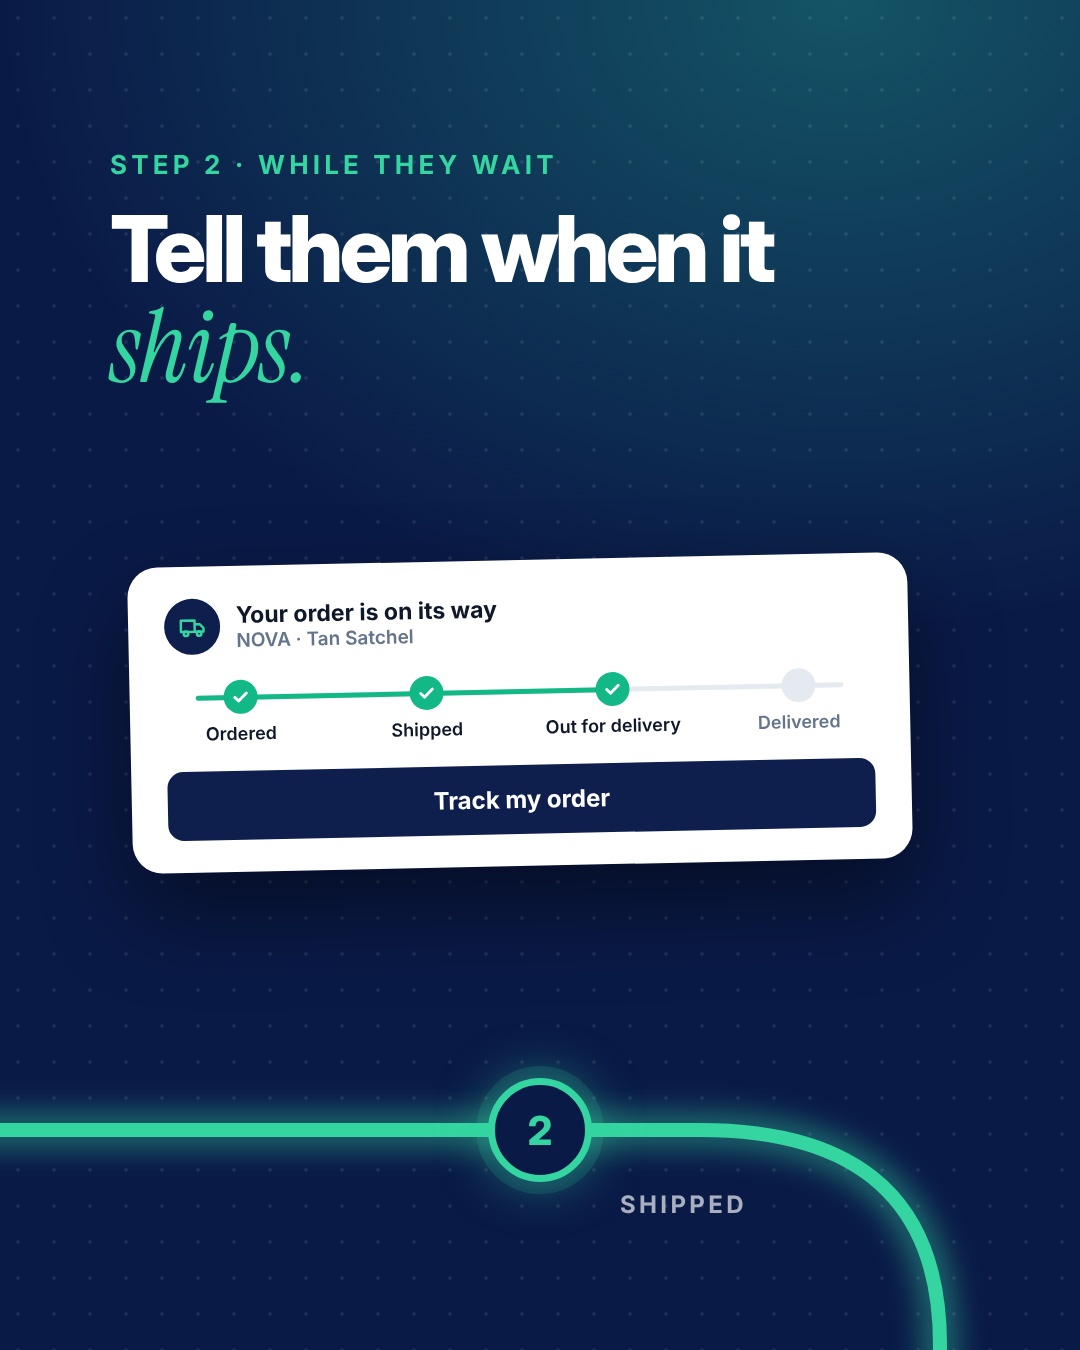 STEP 2 · WHILE THEY WAIT
Tell them when it
ships.
Your order is on its way
NOVA · Tan Satchel
Ordered
Shipped
Out for delivery
Delivered
Track my order
2
SHIPPED